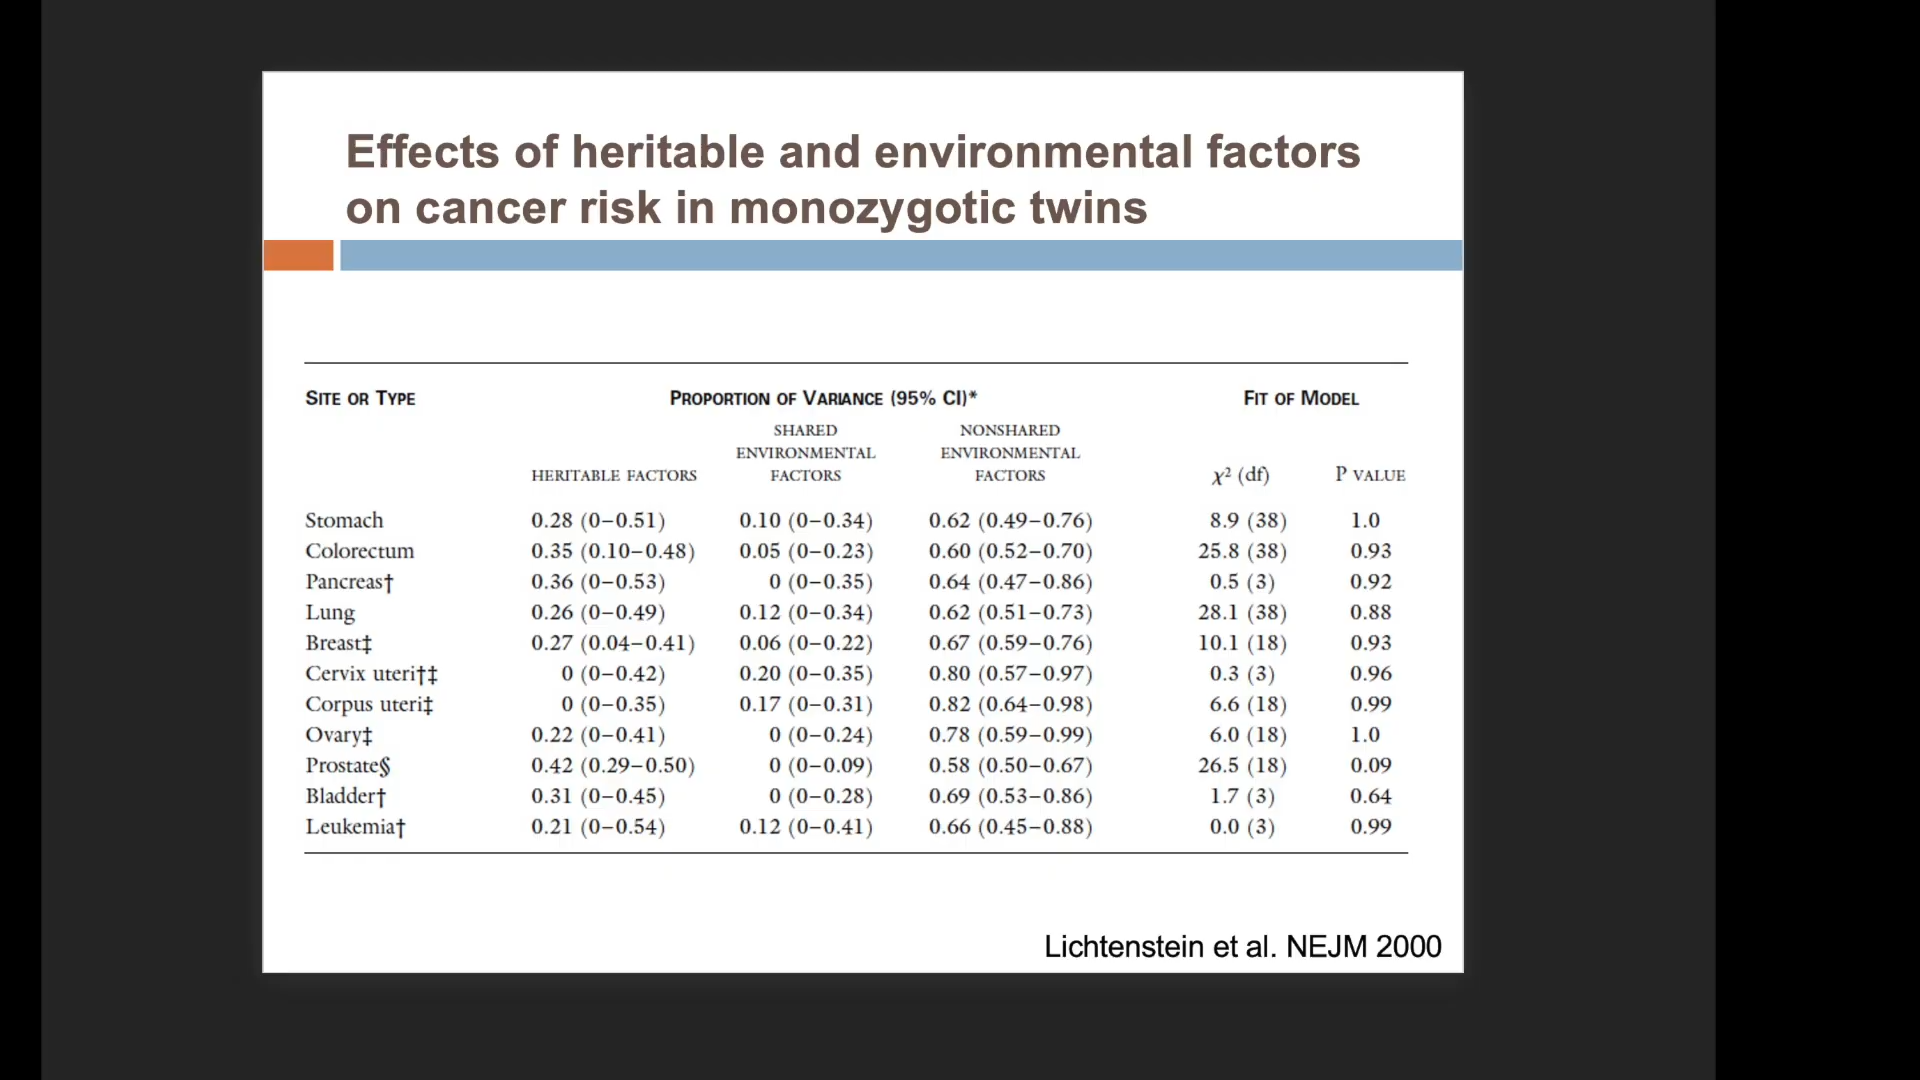 Effects of heritable and environmental factors
on cancer risk in monozygotic twins
SITE OR TYPE PROPORTION OF VARIANCE (95% CI)* FIT OF MODEL
SHARED NONSHARED
ENVIRONMENTAL ENVIRONMENTAL
HERITABLE FACTORS FACTORS FACTORS χ² (df) P VALUE
Stomach 0.28 (0–0.51) 0.10 (0–0.34) 0.62 (0.49–0.76) 8.9 (38) 1.0
Colorectum 0.35 (0.10–0.48) 0.05 (0–0.23) 0.60 (0.52–0.70) 25.8 (38) 0.93
Pancreas† 0.36 (0–0.53) 0 (0–0.35) 0.64 (0.47–0.86) 0.5 (3) 0.92
Lung 0.26 (0–0.49) 0.12 (0–0.34) 0.62 (0.51–0.73) 28.1 (38) 0.88
Breast‡ 0.27 (0.04–0.41) 0.06 (0–0.22) 0.67 (0.59–0.76) 10.1 (18) 0.93
Cervix uteri†‡ 0 (0–0.42) 0.20 (0–0.35) 0.80 (0.57–0.97) 0.3 (3) 0.96
Corpus uteri‡ 0 (0–0.35) 0.17 (0–0.31) 0.82 (0.64–0.98) 6.6 (18) 0.99
Ovary‡ 0.22 (0–0.41) 0 (0–0.24) 0.78 (0.59–0.99) 6.0 (18) 1.0
Prostate§ 0.42 (0.29–0.50) 0 (0–0.09) 0.58 (0.50–0.67) 26.5 (18) 0.09
Bladder† 0.31 (0–0.45) 0 (0–0.28) 0.69 (0.53–0.86) 1.7 (3) 0.64
Leukemia† 0.21 (0–0.54) 0.12 (0–0.41) 0.66 (0.45–0.88) 0.0 (3) 0.99
Lichtenstein et al. NEJM 2000